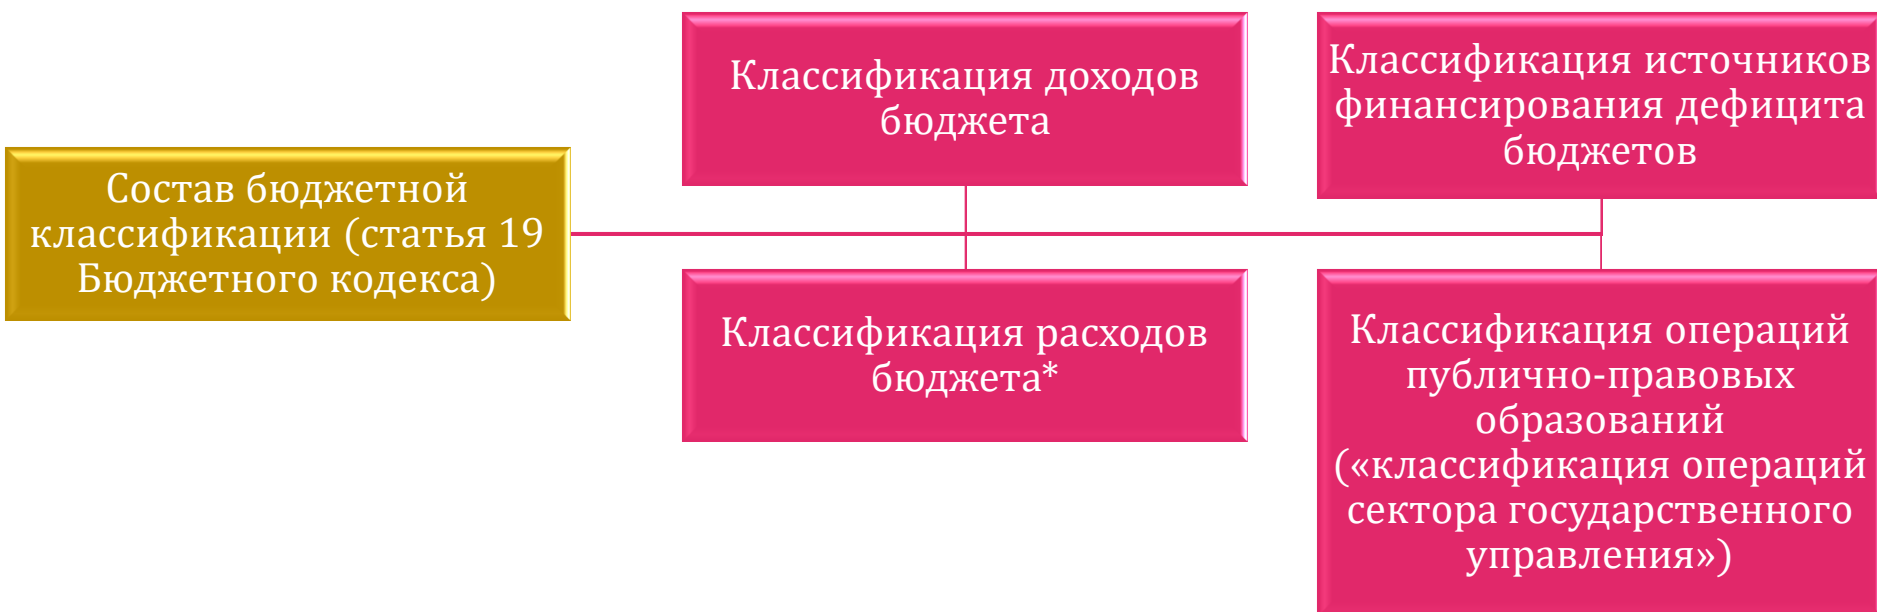 Состав бюджетной
классификации (статья 19
Бюджетного кодекса)
Классификация доходов
бюджета
Классификация расходов
бюджета*
Классификация источников
финансирования дефицита
бюджетов
Классификация операций
публично-правовых
образований
(«классификация операций
сектора государственного
управления»)